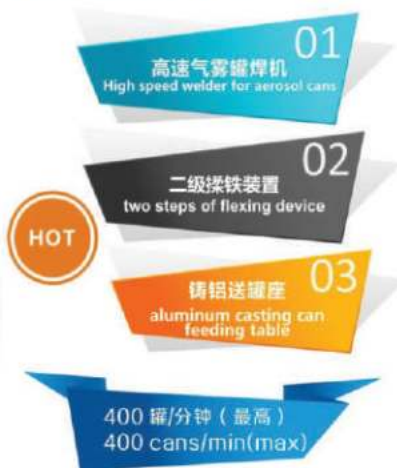 01
高速气雾罐焊机
High speed welder for aerosol cans
02
二级揉铁装置
two steps of flexing device
HOT
03
铸铝送罐座
aluminum casting can
feeding table
400 罐/分钟（最高）
400 cans/min(max)